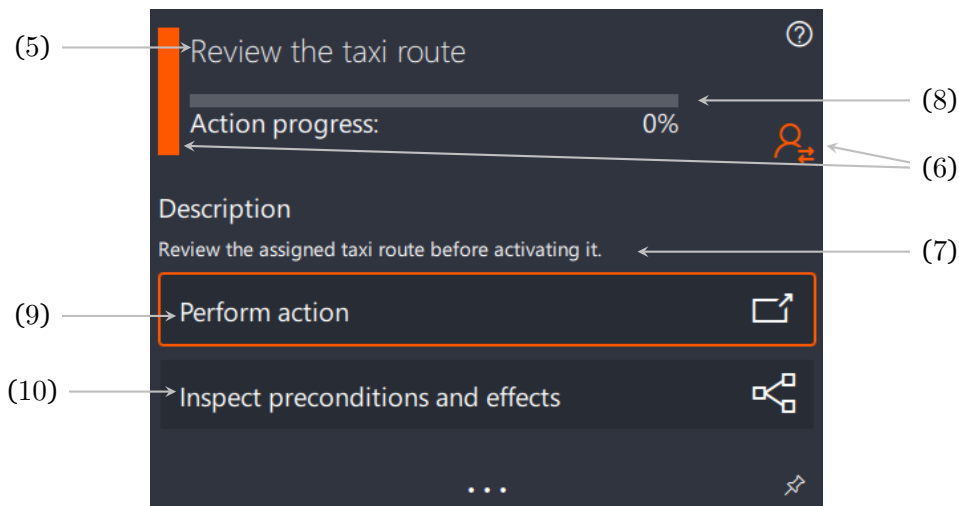 (5)
Review the taxi route
(8)
Action progress: 0%
(6)
Description
Review the assigned taxi route before activating it.
(7)
(9)
Perform action
(10)
Inspect preconditions and effects
...